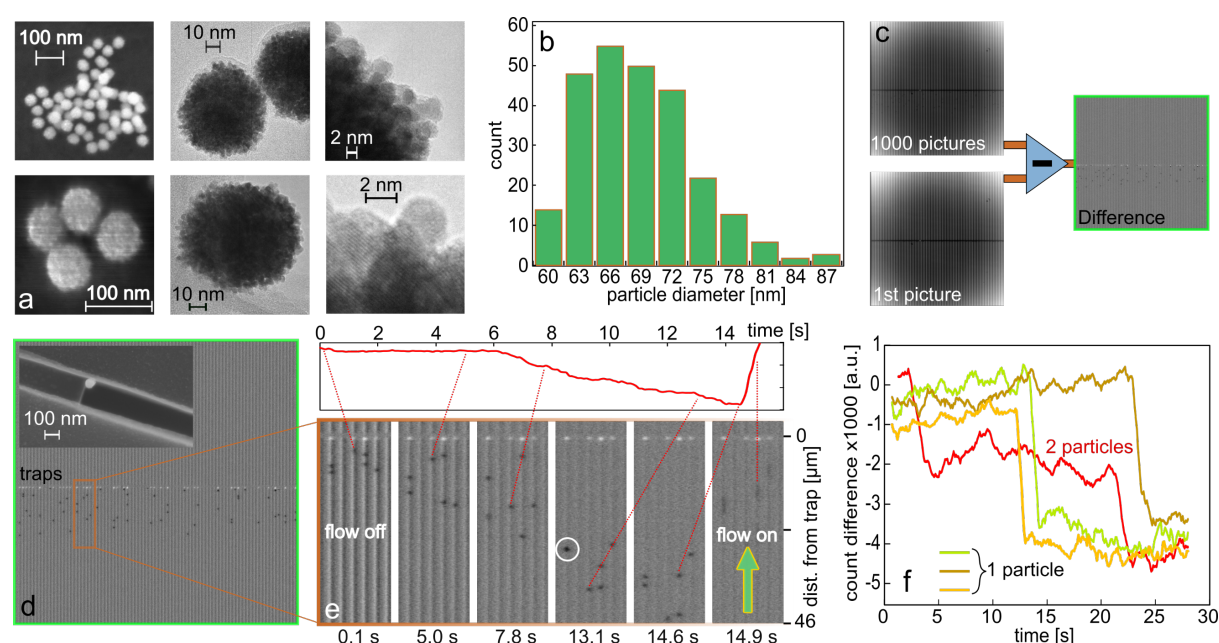 100 nm
10 nm
2 nm
a
100 nm
10 nm
2 nm
b
count
60
50
40
30
20
10
0
60 63 66 69 72 75 78 81 84 87
particle diameter [nm]
c
1000 pictures
1st picture
Difference
d
100 nm
traps
0 2 4 6 8 10 12 14 time [s]
e
flow off
flow on
0
46
dist. from trap [µm]
0.1 s 5.0 s 7.8 s 13.1 s 14.6 s 14.9 s
f
count difference x1000 [a.u.]
1
0
-1
-2
-3
-4
-5
2 particles
1 particle
0 5 10 15 20 25 30
time [s]